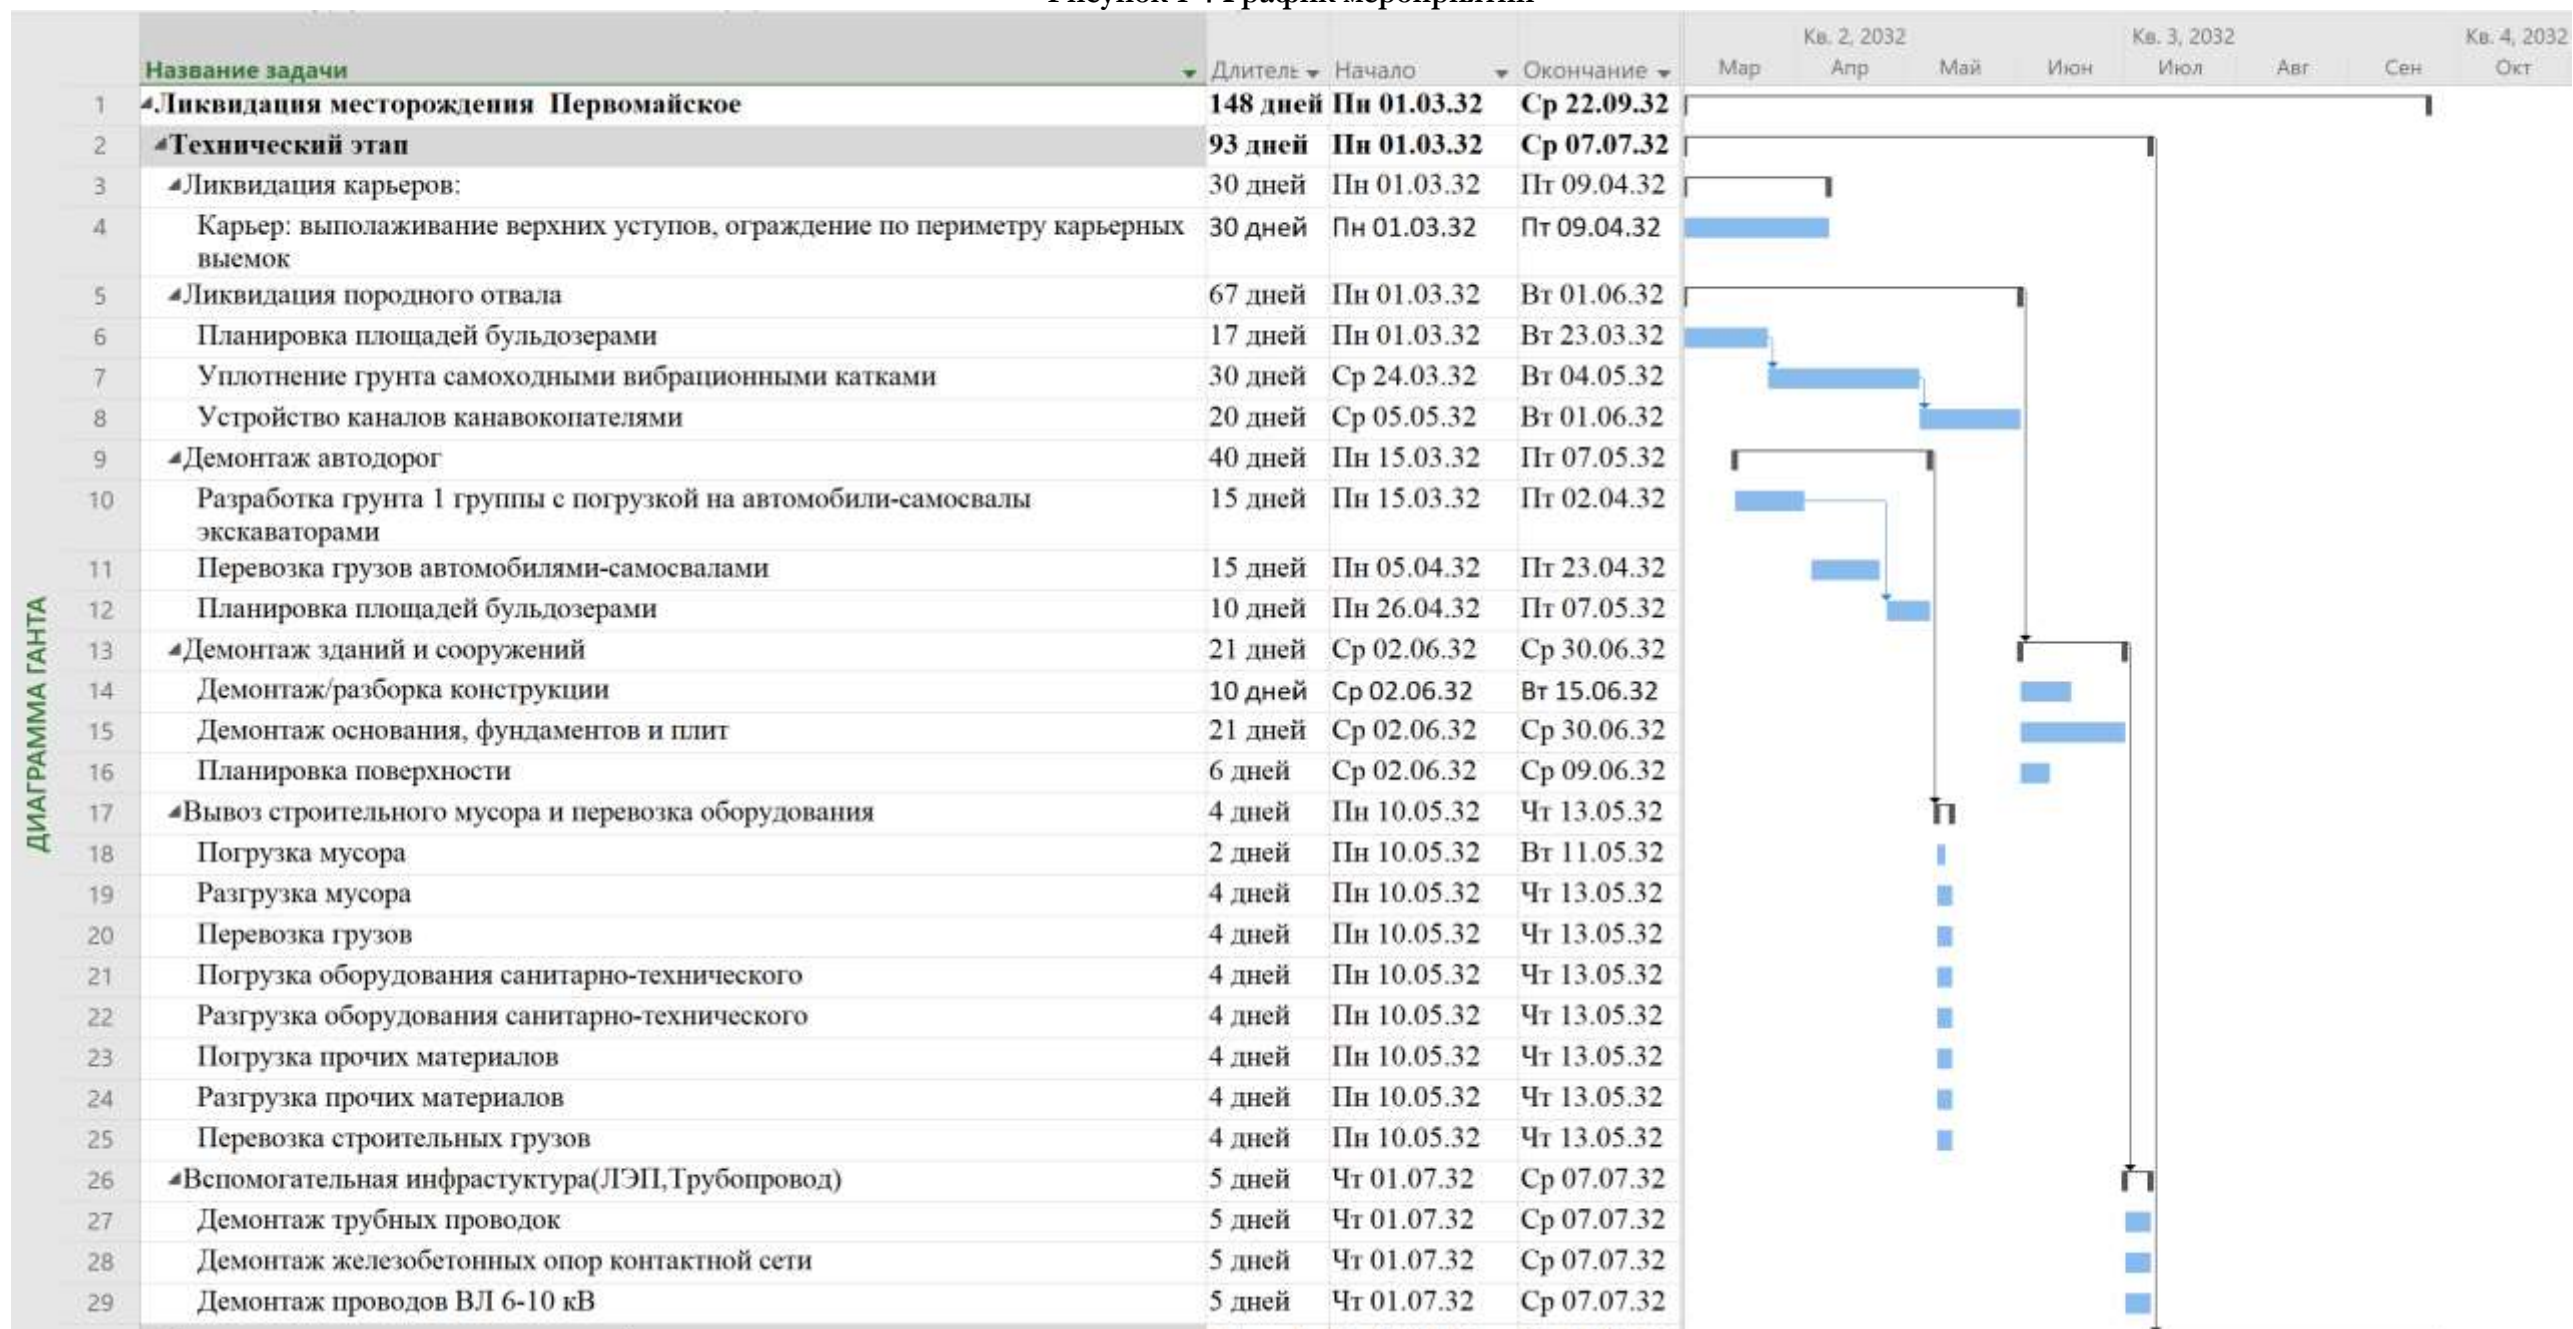 Рисунок 1-4 График мероприятий
Кв. 2, 2032 Кв. 3, 2032 Кв. 4, 2032
Название задачи Длитель Начало Окончание Мар Апр Май Июн Июл Авг Сен Окт
1 Ликвидация месторождения Первомайское 148 дней Пн 01.03.32 Ср 22.09.32
2 Технический этап 93 дней Пн 01.03.32 Ср 07.07.32
3 Ликвидация карьеров: 30 дней Пн 01.03.32 Пт 09.04.32
4 Карьер: выполаживание верхних уступов, ограждение по периметру карьерных 30 дней Пн 01.03.32 Пт 09.04.32
выемок
5 Ликвидация породного отвала 67 дней Пн 01.03.32 Вт 01.06.32
6 Планировка площадей бульдозерами 17 дней Пн 01.03.32 Вт 23.03.32
7 Уплотнение грунта самоходными вибрационными катками 30 дней Ср 24.03.32 Вт 04.05.32
8 Устройство каналов канавокопателями 20 дней Ср 05.05.32 Вт 01.06.32
9 Демонтаж автодорог 40 дней Пн 15.03.32 Пт 07.05.32
10 Разработка грунта 1 группы с погрузкой на автомобили-самосвалы 15 дней Пн 15.03.32 Пт 02.04.32
экскаваторами
11 Перевозка грузов автомобилями-самосвалами 15 дней Пн 05.04.32 Пт 23.04.32
12 Планировка площадей бульдозерами 10 дней Пн 26.04.32 Пт 07.05.32
13 Демонтаж зданий и сооружений 21 дней Ср 02.06.32 Ср 30.06.32
14 Демонтаж/разборка конструкции 10 дней Ср 02.06.32 Вт 15.06.32
15 Демонтаж основания, фундаментов и плит 21 дней Ср 02.06.32 Ср 30.06.32
16 Планировка поверхности 6 дней Ср 02.06.32 Ср 09.06.32
17 Вывоз строительного мусора и перевозка оборудования 4 дней Пн 10.05.32 Чт 13.05.32
18 Погрузка мусора 2 дней Пн 10.05.32 Вт 11.05.32
19 Разгрузка мусора 4 дней Пн 10.05.32 Чт 13.05.32
20 Перевозка грузов 4 дней Пн 10.05.32 Чт 13.05.32
21 Погрузка оборудования санитарно-технического 4 дней Пн 10.05.32 Чт 13.05.32
22 Разгрузка оборудования санитарно-технического 4 дней Пн 10.05.32 Чт 13.05.32
23 Погрузка прочих материалов 4 дней Пн 10.05.32 Чт 13.05.32
24 Разгрузка прочих материалов 4 дней Пн 10.05.32 Чт 13.05.32
25 Перевозка строительных грузов 4 дней Пн 10.05.32 Чт 13.05.32
26 Вспомогательная инфрастуктура(ЛЭП,Трубопровод) 5 дней Чт 01.07.32 Ср 07.07.32
27 Демонтаж трубных проводок 5 дней Чт 01.07.32 Ср 07.07.32
28 Демонтаж железобетонных опор контактной сети 5 дней Чт 01.07.32 Ср 07.07.32
29 Демонтаж проводов ВЛ 6-10 кВ 5 дней Чт 01.07.32 Ср 07.07.32
ДИАГРАММА ГАНТА